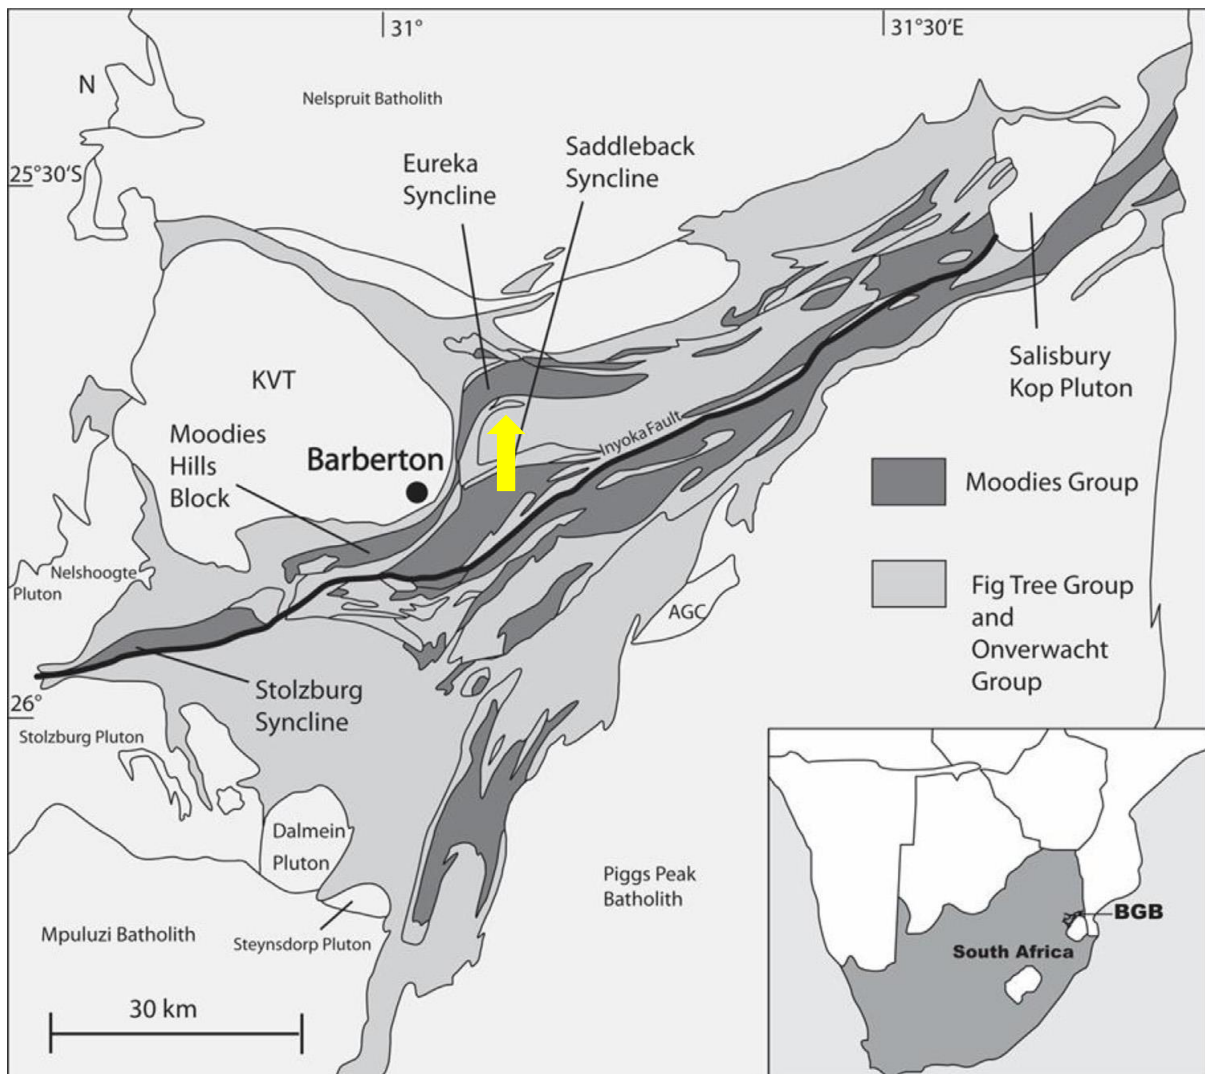 31°
31°30'E
N
Nelspruit Batholith
25°30'S
Eureka
Syncline
Saddleback
Syncline
KVT
Salisbury
Kop Pluton
Moodies
Hills
Block
Barberton
Inyoka Fault
Moodies Group
Nelshoogte
Pluton
Fig Tree Group
and
Onverwacht
Group
AGC
Stolzburg
Syncline
26°
Stolzburg Pluton
Dalmein
Pluton
Piggs Peak
Batholith
Mpuluzi Batholith
Steynsdorp Pluton
30 km
BGB
South Africa